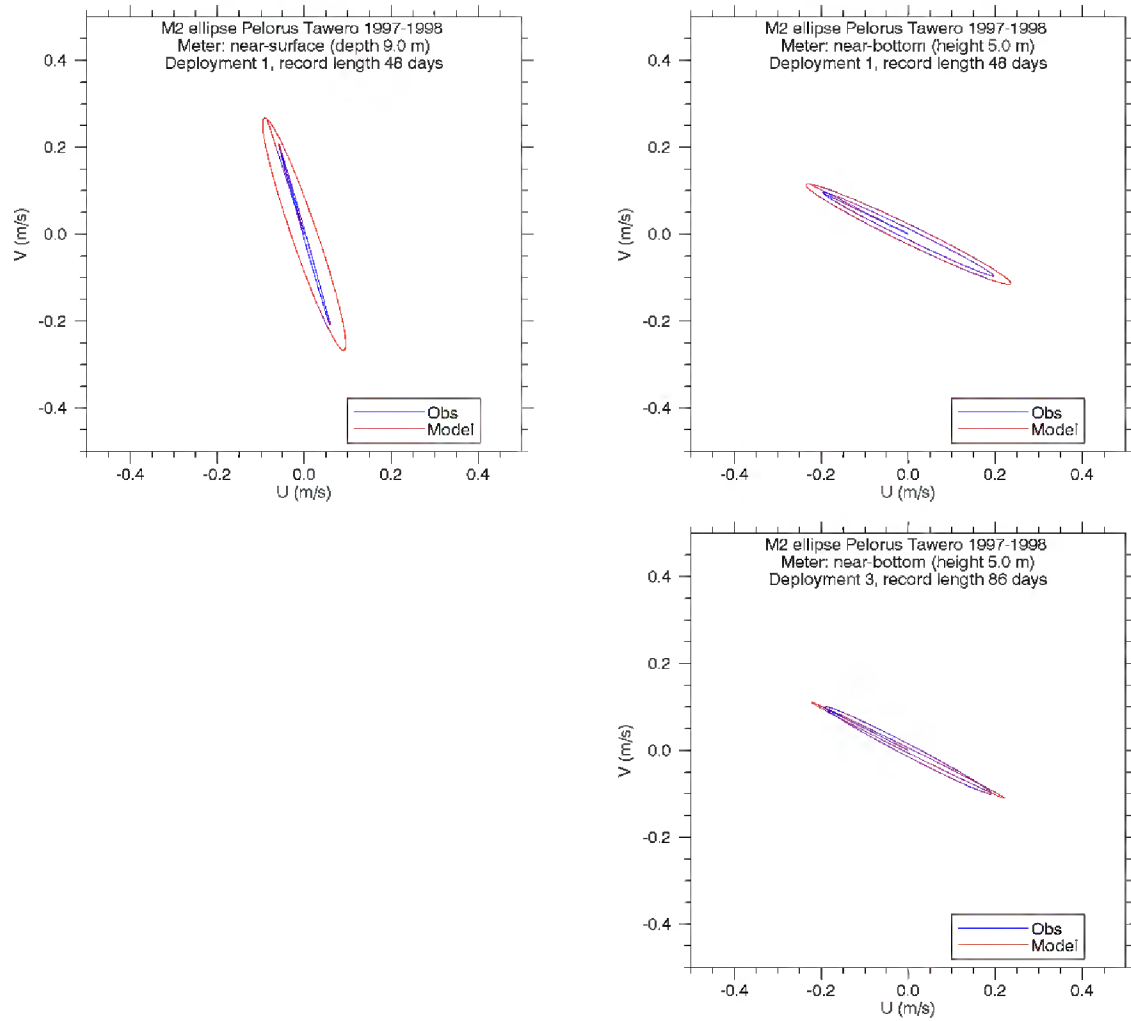 M2 ellipse Pelorus Tawero 1997-1998
Meter: near-surface (depth 9.0 m)
Deployment 1, record length 48 days
0.4
0.2
0.0
-0.2
-0.4
V (m/s)
Obs
Model
-0.4 -0.2 0.0 0.2 0.4
U (m/s)
M2 ellipse Pelorus Tawero 1997-1998
Meter: near-bottom (height 5.0 m)
Deployment 1, record length 48 days
0.4
0.2
0.0
-0.2
-0.4
V (m/s)
Obs
Model
-0.4 -0.2 0.0 0.2 0.4
U (m/s)
M2 ellipse Pelorus Tawero 1997-1998
Meter: near-bottom (height 5.0 m)
Deployment 3, record length 86 days
0.4
0.2
0.0
-0.2
-0.4
V (m/s)
Obs
Model
-0.4 -0.2 0.0 0.2 0.4
U (m/s)